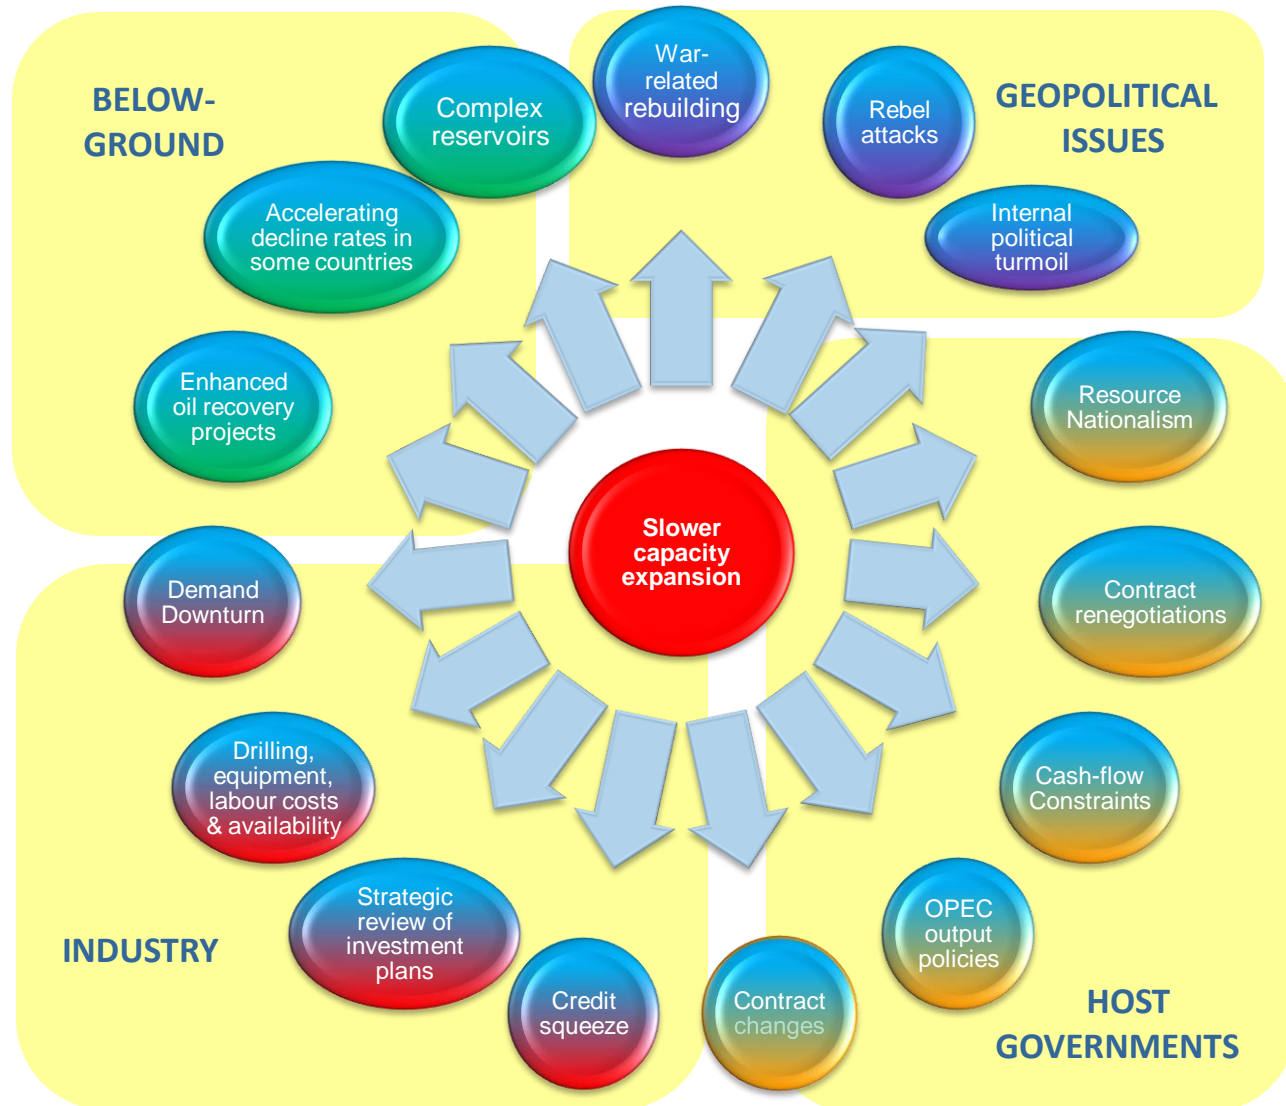 BELOW-
GROUND
Complex
reservoirs
Accelerating
decline rates in
some countries
Enhanced
oil recovery
projects
War-
related
rebuilding
Rebel
attacks
GEOPOLITICAL
ISSUES
Internal
political
turmoil
Slower
capacity
expansion
Resource
Nationalism
Contract
renegotiations
Cash-flow
Constraints
OPEC
output
policies
Contract
changes
HOST
GOVERNMENTS
Demand
Downturn
Drilling,
equipment,
labour costs
& availability
Strategic
review of
investment
plans
Credit
squeeze
INDUSTRY